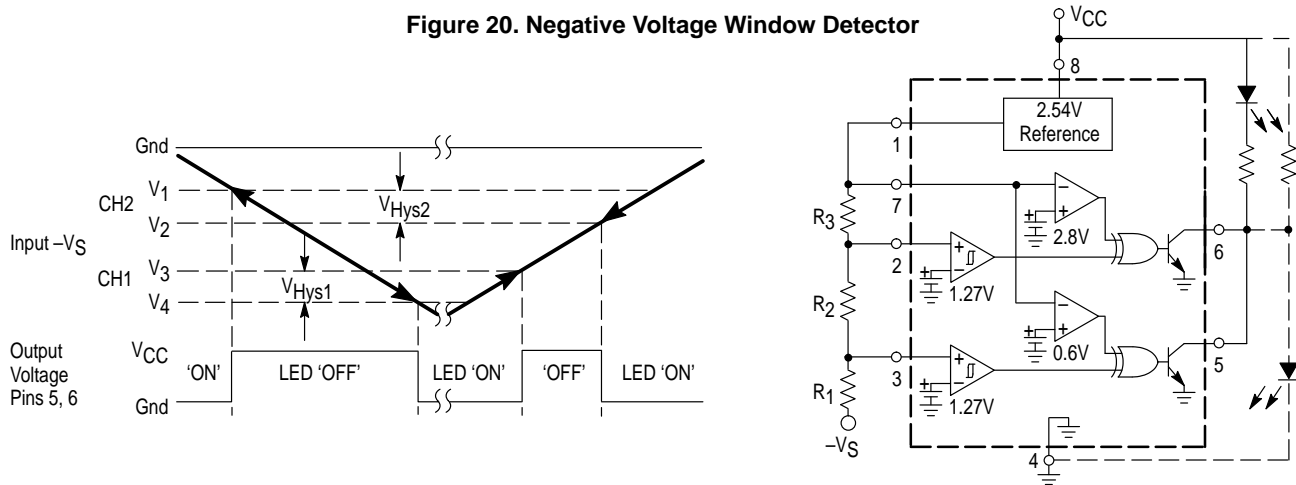 Figure 20. Negative Voltage Window Detector
Gnd
V1
CH2
VHys2
V2
Input –VS
V3
CH1
VHys1
V4
Output
Voltage
Pins 5, 6
VCC
Gnd
'ON'
LED 'OFF'
LED 'ON'
'OFF'
LED 'ON'
VCC
8
2.54V
Reference
1
7
–
+
2.8V
R3
2
+
–
1.27V
6
R2
–
+
0.6V
5
3
+
–
1.27V
R1
–VS
4